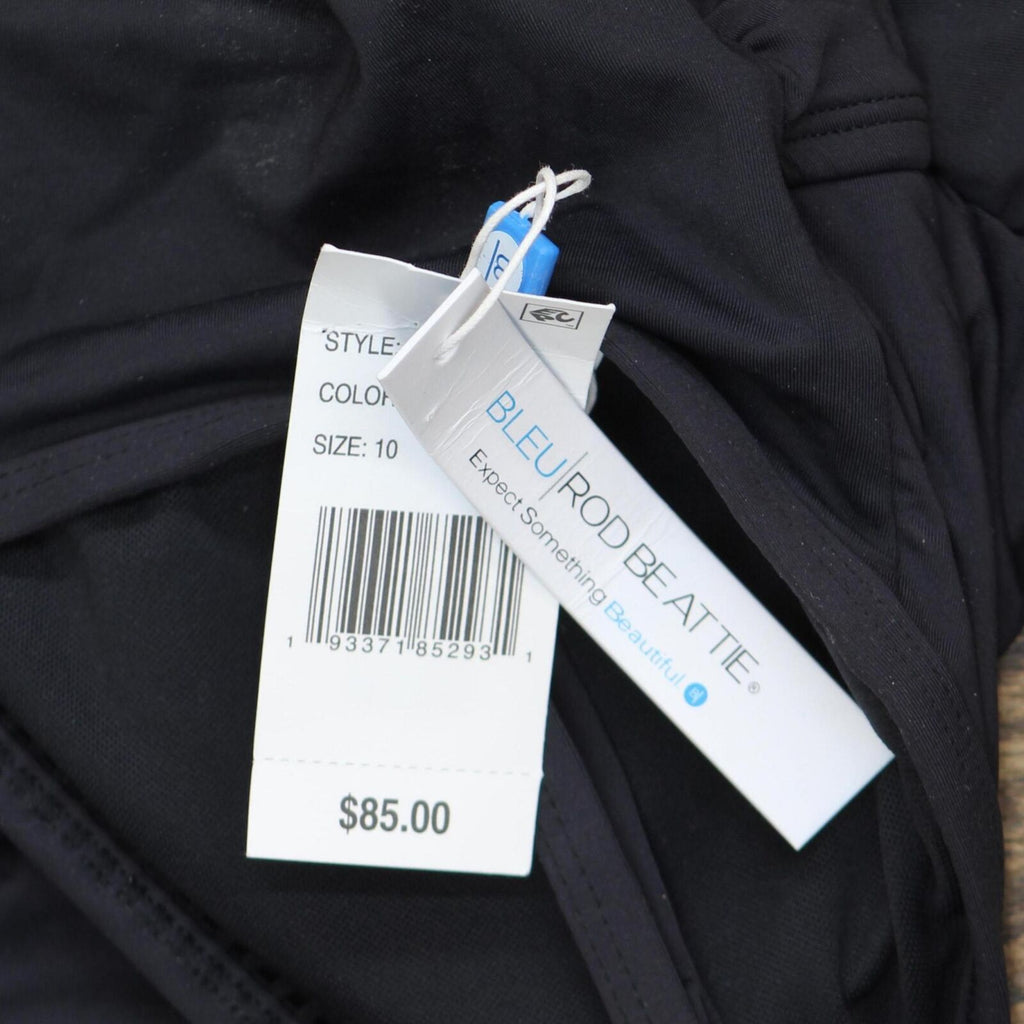 STYLE:
COLOR
SIZE: 10
1 93371 85293 1
$85.00
BLEU|ROD BEATTIE®
Expect Something Beautiful B|